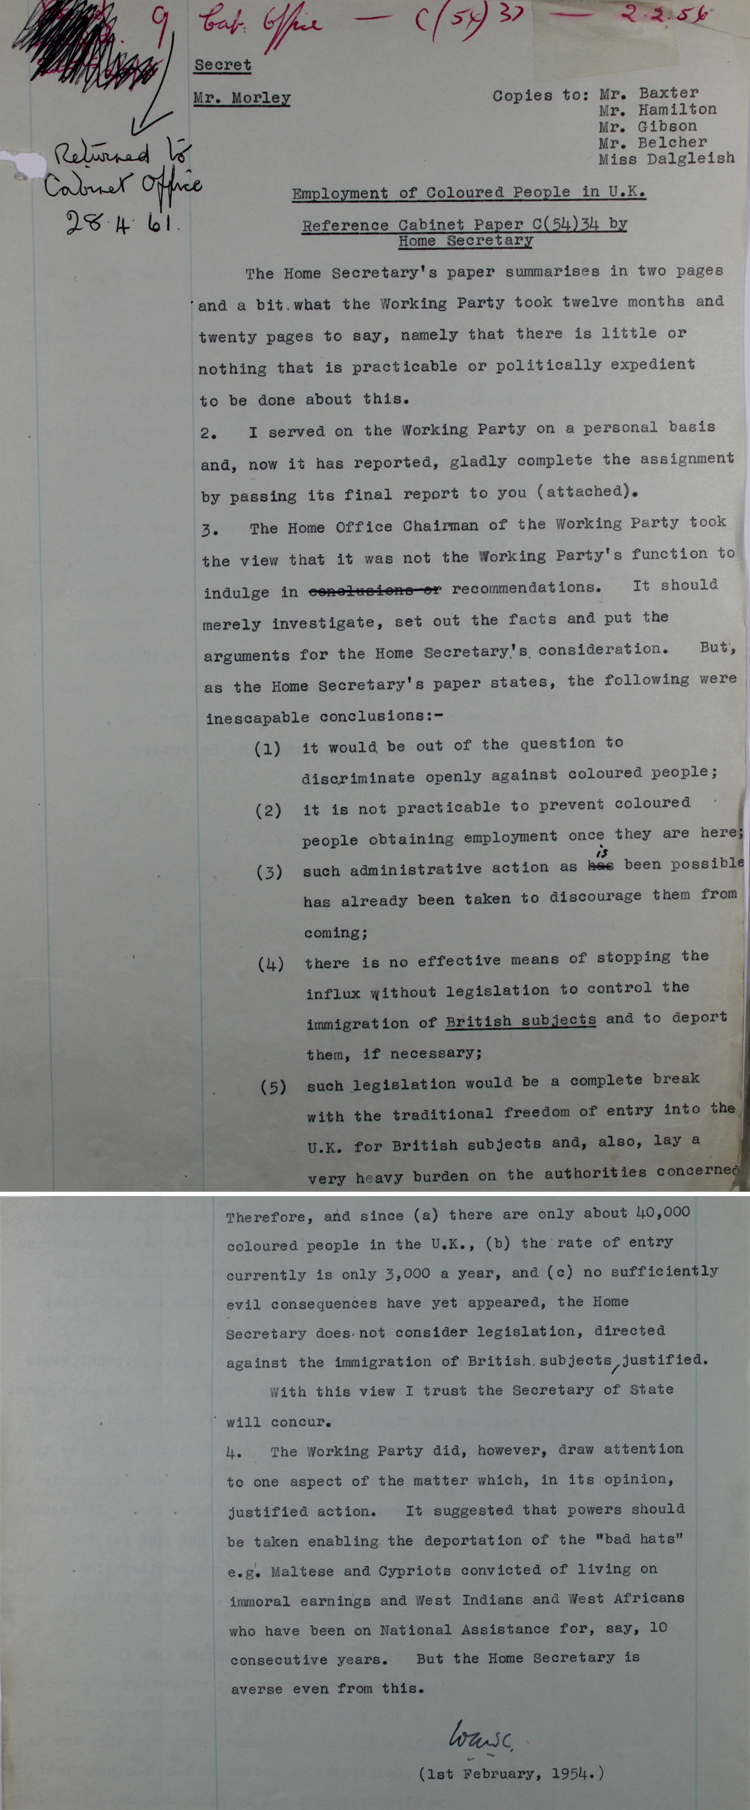 9 Cab. Office — C(54)37 — 2.2.54
Secret
Mr. Morley
Copies to: Mr. Baxter
Mr. Hamilton
Mr. Gibson
Mr. Belcher
Miss Dalgleish
Returned to
Cabinet Office
28.4.61.
Employment of Coloured People in U.K.
Reference Cabinet Paper C(54)34 by
Home Secretary
The Home Secretary's paper summarises in two pages
and a bit what the Working Party took twelve months and
twenty pages to say, namely that there is little or
nothing that is practicable or politically expedient
to be done about this.
2. I served on the Working Party on a personal basis
and, now it has reported, gladly complete the assignment
by passing its final report to you (attached).
3. The Home Office Chairman of the Working Party took
the view that it was not the Working Party's function to
indulge in conclusions or recommendations. It should
merely investigate, set out the facts and put the
arguments for the Home Secretary's consideration. But,
as the Home Secretary's paper states, the following were
inescapable conclusions:-
(1) it would be out of the question to
discriminate openly against coloured people;
(2) it is not practicable to prevent coloured
people obtaining employment once they are here;
is
(3) such administrative action as has been possible
has already been taken to discourage them from
coming;
(4) there is no effective means of stopping the
influx without legislation to control the
immigration of British subjects and to deport
them, if necessary;
(5) such legislation would be a complete break
with the traditional freedom of entry into the
U.K. for British subjects and, also, lay a
very heavy burden on the authorities concerned
Therefore, and since (a) there are only about 40,000
coloured people in the U.K., (b) the rate of entry
currently is only 3,000 a year, and (c) no sufficiently
evil consequences have yet appeared, the Home
Secretary does not consider legislation, directed
against the immigration of British subjects, justified.
With this view I trust the Secretary of State
will concur.
4. The Working Party did, however, draw attention
to one aspect of the matter which, in its opinion,
justified action. It suggested that powers should
be taken enabling the deportation of the "bad hats"
e.g. Maltese and Cypriots convicted of living on
immoral earnings and West Indians and West Africans
who have been on National Assistance for, say, 10
consecutive years. But the Home Secretary is
averse even from this.
(1st February, 1954.)